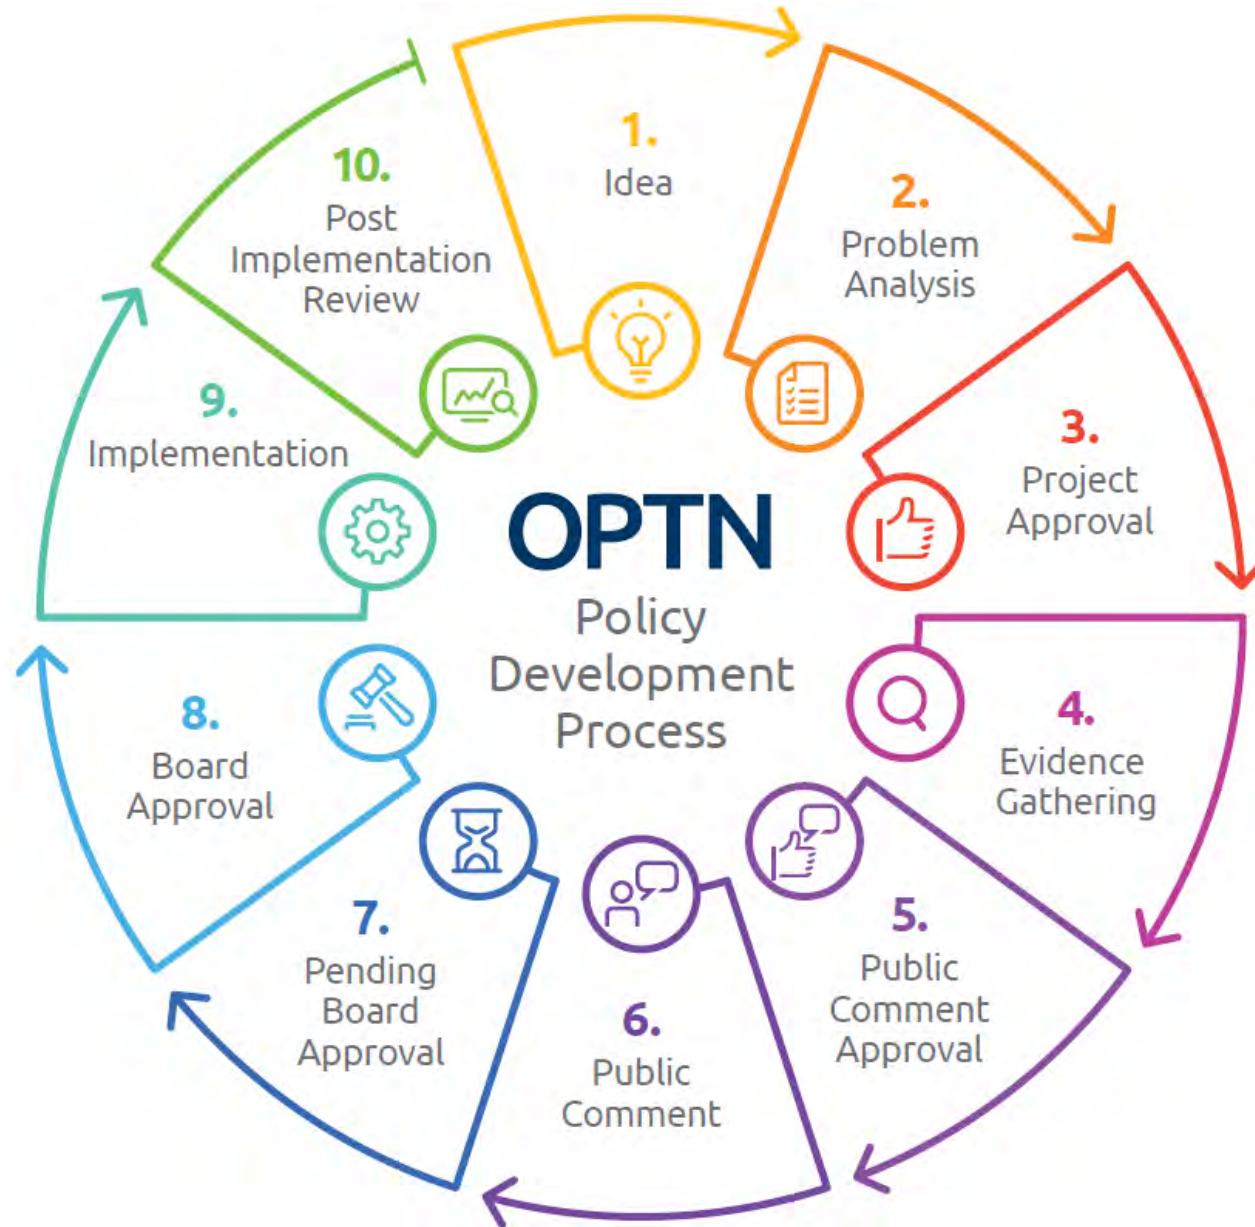 1.
Idea
2.
Problem
Analysis
3.
Project
Approval
4.
Evidence
Gathering
5.
Public
Comment
Approval
6.
Public
Comment
7.
Pending
Board
Approval
8.
Board
Approval
9.
Implementation
10.
Post
Implementation
Review
OPTN
Policy
Development
Process